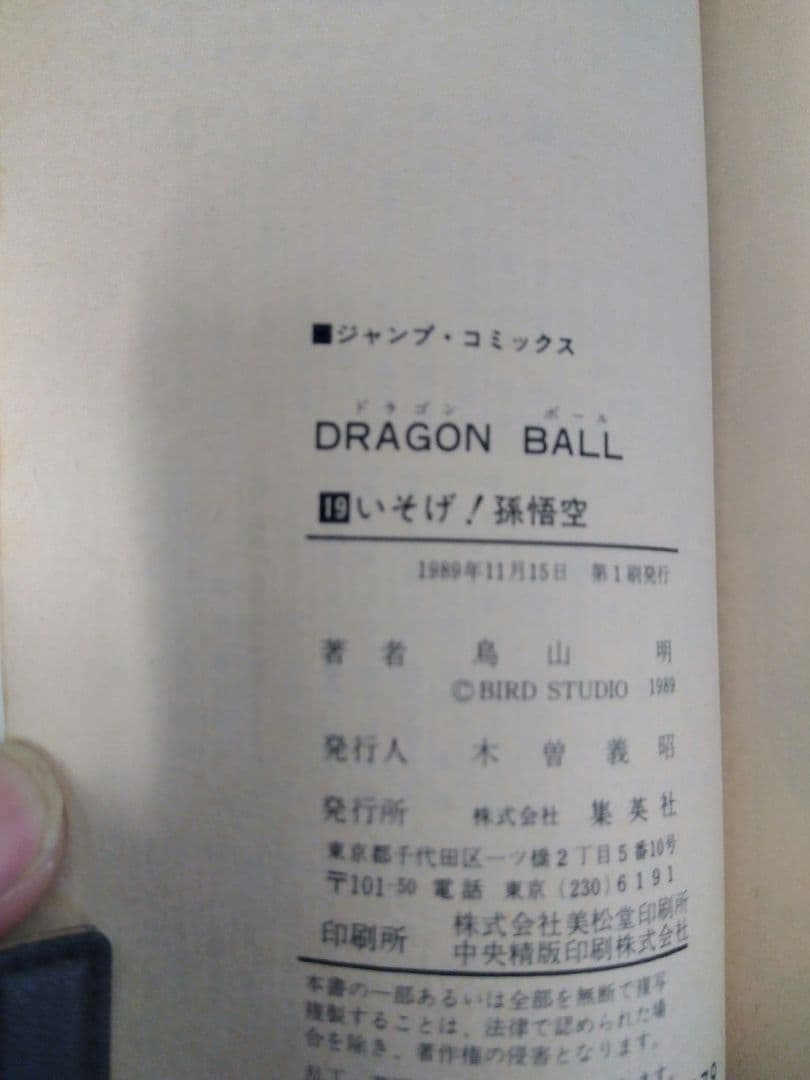 ■ジャンプ・コミックス
ドラゴン ボール
DRAGON BALL
19 いそげ！孫悟空
1989年11月15日 第1刷発行
著者 鳥山 明
©BIRD STUDIO 1989
発行人 木曽義昭
発行所 株式会社 集英社
東京都千代田区一ツ橋2丁目5番10号
〒101-50 電話 東京 (230) 6191
印刷所 株式会社美松堂印刷所
中央精版印刷株式会社
本書の一部あるいは全部を無断で複写
複製することは、法律で認められた場
合を除き、著作権の侵害となります。